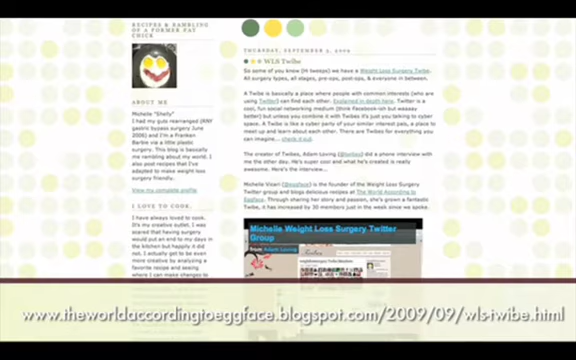 RECIPES & RAMBLING
OF A FORMER FAT
CHICK
ABOUT ME
Michelle "Shelly"
I had my guts rearranged (RNY
gastric bypass surgery June
2006) and I'm a Franken
Barbie via a little plastic
surgery. This blog is basically
me rambling about my world. I
also post recipes that I've
adapted to make weight loss
surgery friendly.
View my complete profile
I LOVE TO COOK.
I have always loved to cook.
It's my creative outlet. I was
scared that having surgery
would put an end to my days in
the kitchen but happily it did
not. I actually get to be even
more creative by analyzing a
favorite recipe and seeing
where I can make changes to
THURSDAY, SEPTEMBER 3, 2009
WLS Twibe
So some of you know (Hi tweeps) we have a Weight Loss Surgery Twibe.
All surgery types, all stages, pre-ops, post-ops, & everyone in between.
A Twibe is basically a place where people with common interests (who are
using Twitter) can find each other. Explained in depth here. Twitter is a
cool, fun social networking medium (think Facebook-ish but waaaay
better) but unless you combine it with Twibes it's just you talking to cyber
space. A Twibe is like a cyber party of your similar interest pals, a place to
meet up and learn about each other. There are Twibes for everything you
can imagine... check it out.
The creator of Twibes, Adam Loving
did a phone interview with
me the other day. He's super cool and what he's created is really
awesome. Here's the interview...
Michelle Vicari (@eggface) is the founder of the Weight Loss Surgery
Twitter group and blogs delicious recipes at The World According to
Eggface. Through sharing her story and passion, she's grown a fantastic
Twibe, it has increased by 30 members just in the week since we spoke.
Michelle Weight Loss Surgery Twitter
Group
from Adam Loving
www.theworldaccordingtoeggface.blogspot.com/2009/09/wls-twibe.html